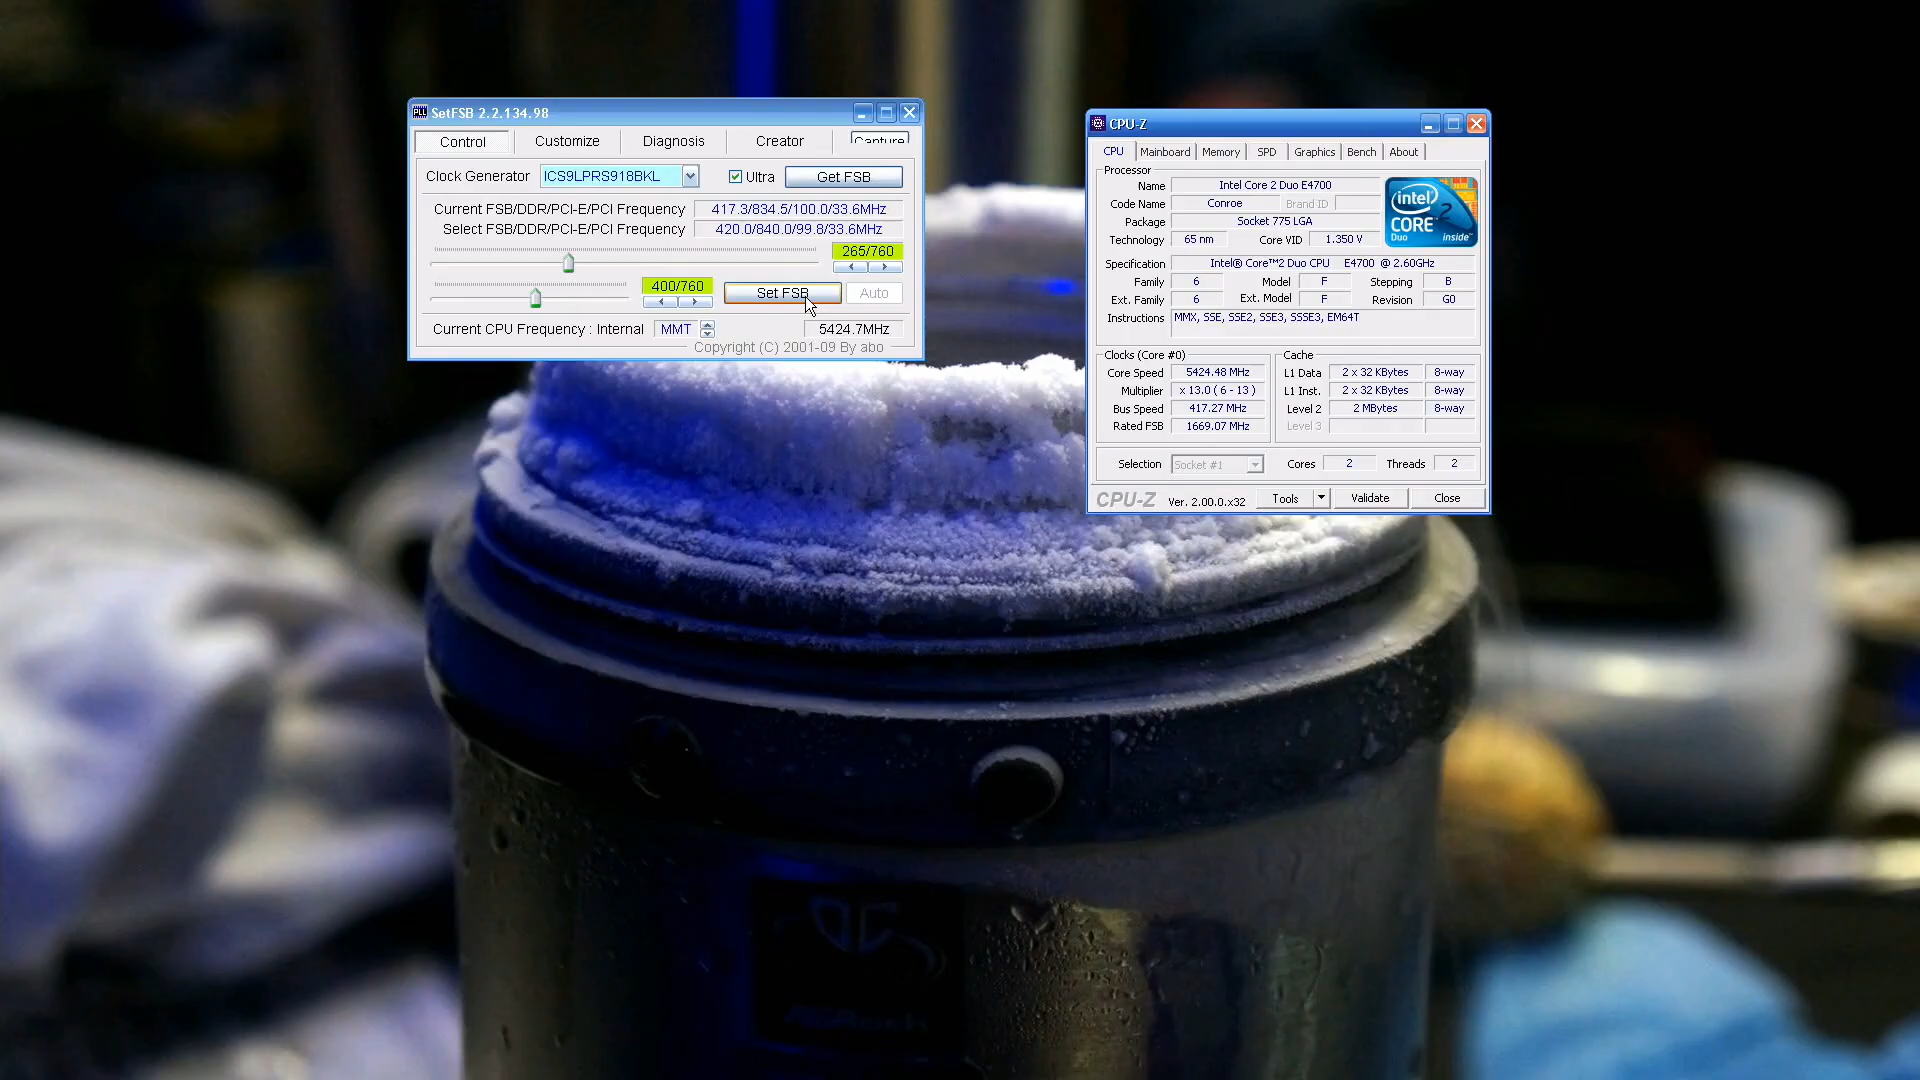 SetFSB 2.2.134.98
Control Customize Diagnosis Creator Capture
Clock Generator ICS9LPRS918BKL Ultra Get FSB
Current FSB/DDR/PCI-E/PCI Frequency 417.3/834.5/100.0/33.6MHz
Select FSB/DDR/PCI-E/PCI Frequency 420.0/840.0/99.8/33.6MHz
265/760
400/760 Set FSB Auto
Current CPU Frequency : Internal MMT 5424.7MHz
Copyright (C) 2001-09 By abo
CPU-Z
CPU Mainboard Memory SPD Graphics Bench About
Processor
Name Intel Core 2 Duo E4700
Code Name Conroe Brand ID
Package Socket 775 LGA
Technology 65 nm Core VID 1.350 V
intel CORE 2 Duo inside™
Specification Intel® Core™2 Duo CPU E4700 @ 2.60GHz
Family 6 Model F Stepping B
Ext. Family 6 Ext. Model F Revision G0
Instructions MMX, SSE, SSE2, SSE3, SSSE3, EM64T
Clocks (Core #0)
Core Speed 5424.48 MHz
Multiplier x 13.0 ( 6 - 13 )
Bus Speed 417.27 MHz
Rated FSB 1669.07 MHz
Cache
L1 Data 2 x 32 KBytes 8-way
L1 Inst. 2 x 32 KBytes 8-way
Level 2 2 MBytes 8-way
Level 3
Selection Socket #1 Cores 2 Threads 2
CPU-Z Ver. 2.00.0.x32 Tools Validate Close